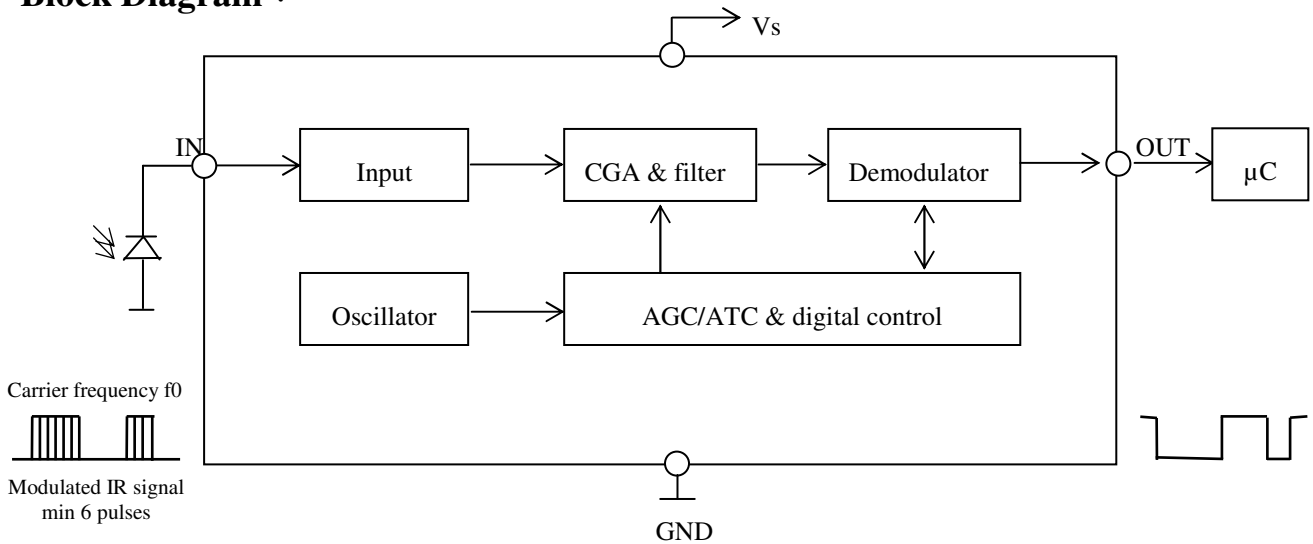 Block Diagram :
Vs
IN
Input
CGA & filter
Demodulator
OUT
µC
Oscillator
AGC/ATC & digital control
Carrier frequency f0
Modulated IR signal
min 6 pulses
GND